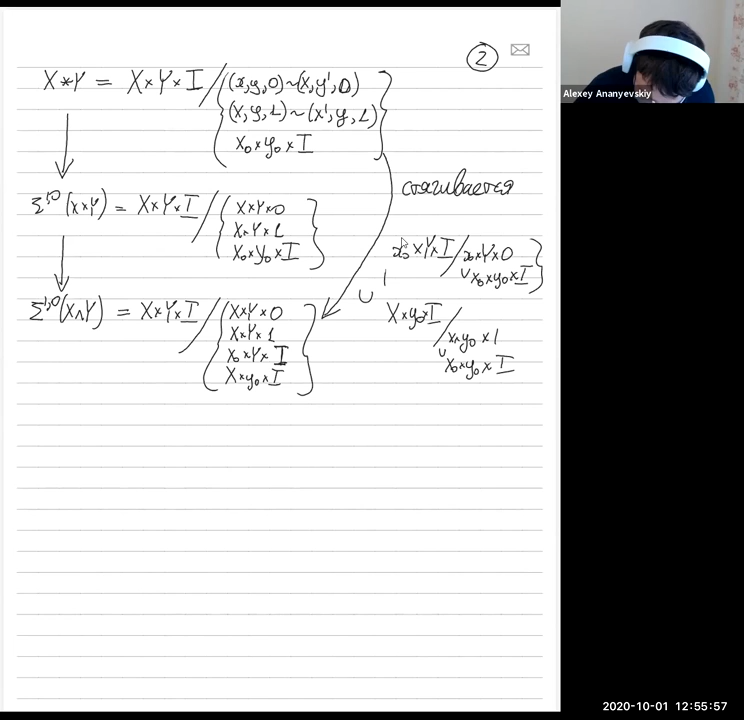 2
X*Y = X×Y×I / (x,y,0)~(x,y',0)
(x,y,1)~(x',y,1)
x₀×y₀×I
Σ^{1,0}(X×Y) = X×Y×I / X×Y×0
X×Y×1
x₀×y₀×I
Σ^{1,0}(X∧Y) = X×Y×I / X×Y×0
X×Y×1
x₀×Y×I
X×y₀×I
стягивается
x₀×Y×I / x₀×Y×0
∪ x₀×y₀×I
∪
X×y₀×I / X×y₀×1
∪ x₀×y₀×I
Alexey Ananyevskiy
2020-10-01 12:55:57